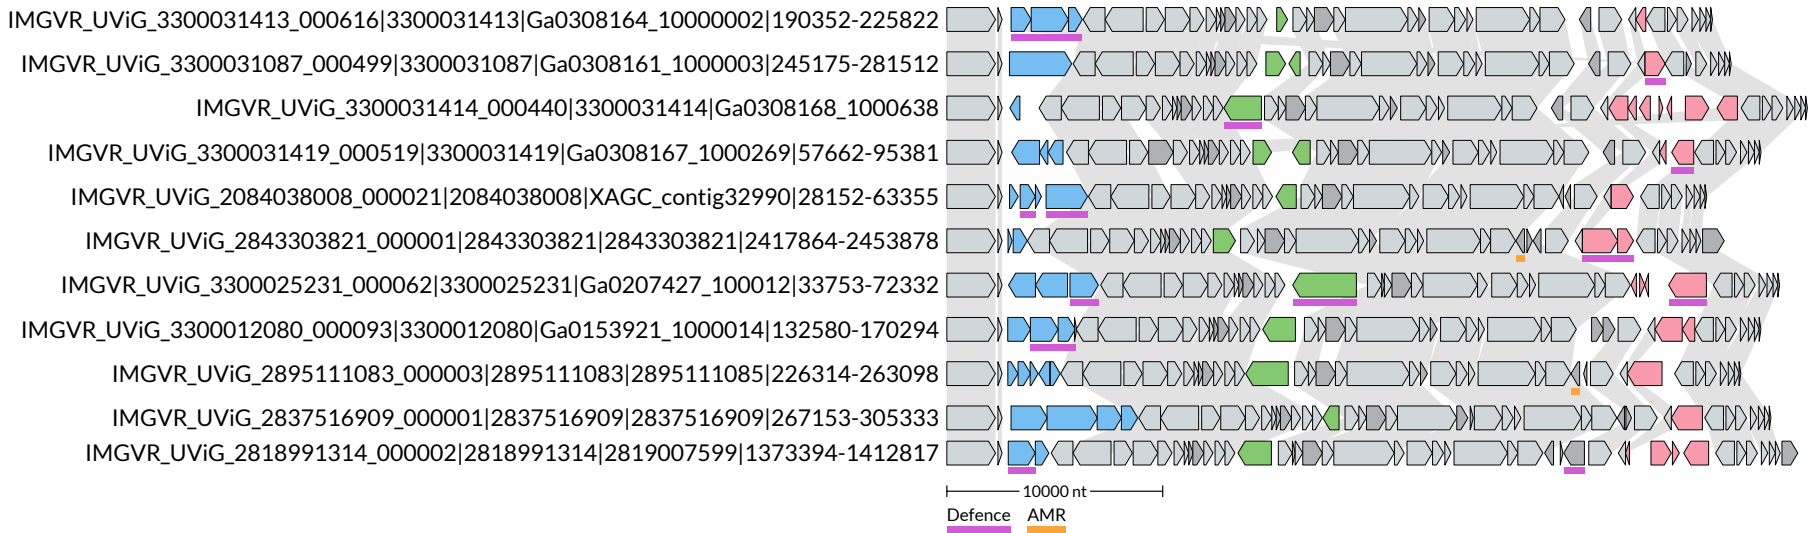 IMGVR_UViG_3300031413_000616|3300031413|Ga0308164_10000002|190352-225822
IMGVR_UViG_3300031087_000499|3300031087|Ga0308161_1000003|245175-281512
IMGVR_UViG_3300031414_000440|3300031414|Ga0308168_1000638
IMGVR_UViG_3300031419_000519|3300031419|Ga0308167_1000269|57662-95381
IMGVR_UViG_2084038008_000021|2084038008|XAGC_contig32990|28152-63355
IMGVR_UViG_2843303821_000001|2843303821|2843303821|2417864-2453878
IMGVR_UViG_3300025231_000062|3300025231|Ga0207427_100012|33753-72332
IMGVR_UViG_3300012080_000093|3300012080|Ga0153921_1000014|132580-170294
IMGVR_UViG_2895111083_000003|2895111083|2895111085|226314-263098
IMGVR_UViG_2837516909_000001|2837516909|2837516909|267153-305333
IMGVR_UViG_2818991314_000002|2818991314|2819007599|1373394-1412817
10000 nt
Defence AMR